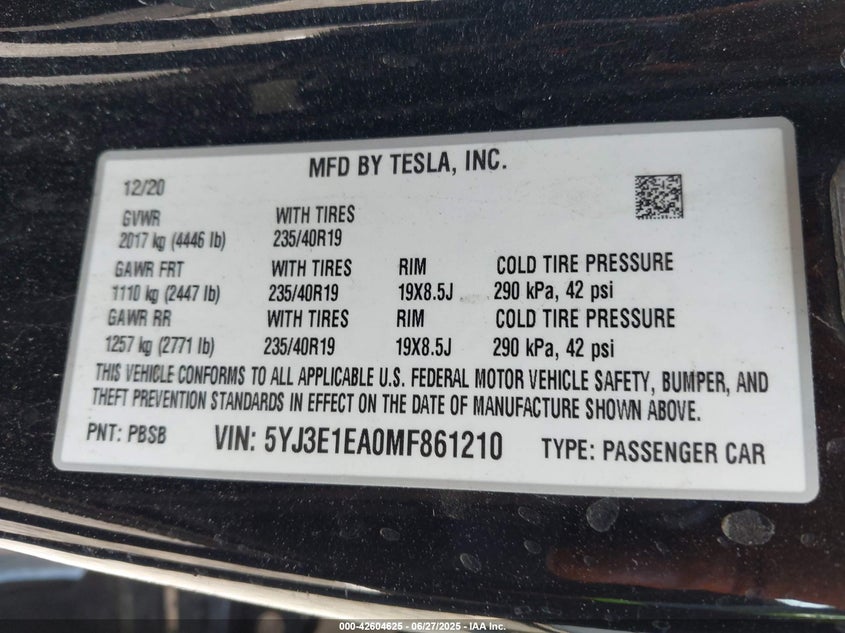 MFD BY TESLA, INC.
12/20
GVWR WITH TIRES
2017 kg (4446 lb) 235/40R19
GAWR FRT WITH TIRES RIM COLD TIRE PRESSURE
1110 kg (2447 lb) 235/40R19 19X8.5J 290 kPa, 42 psi
GAWR RR WITH TIRES RIM COLD TIRE PRESSURE
1257 kg (2771 lb) 235/40R19 19X8.5J 290 kPa, 42 psi
THIS VEHICLE CONFORMS TO ALL APPLICABLE U.S. FEDERAL MOTOR VEHICLE SAFETY, BUMPER, AND
THEFT PREVENTION STANDARDS IN EFFECT ON THE DATE OF MANUFACTURE SHOWN ABOVE.
PNT: PBSB VIN: 5YJ3E1EA0MF861210 TYPE: PASSENGER CAR
000-42604625 - 06/27/2025 - IAA Inc.